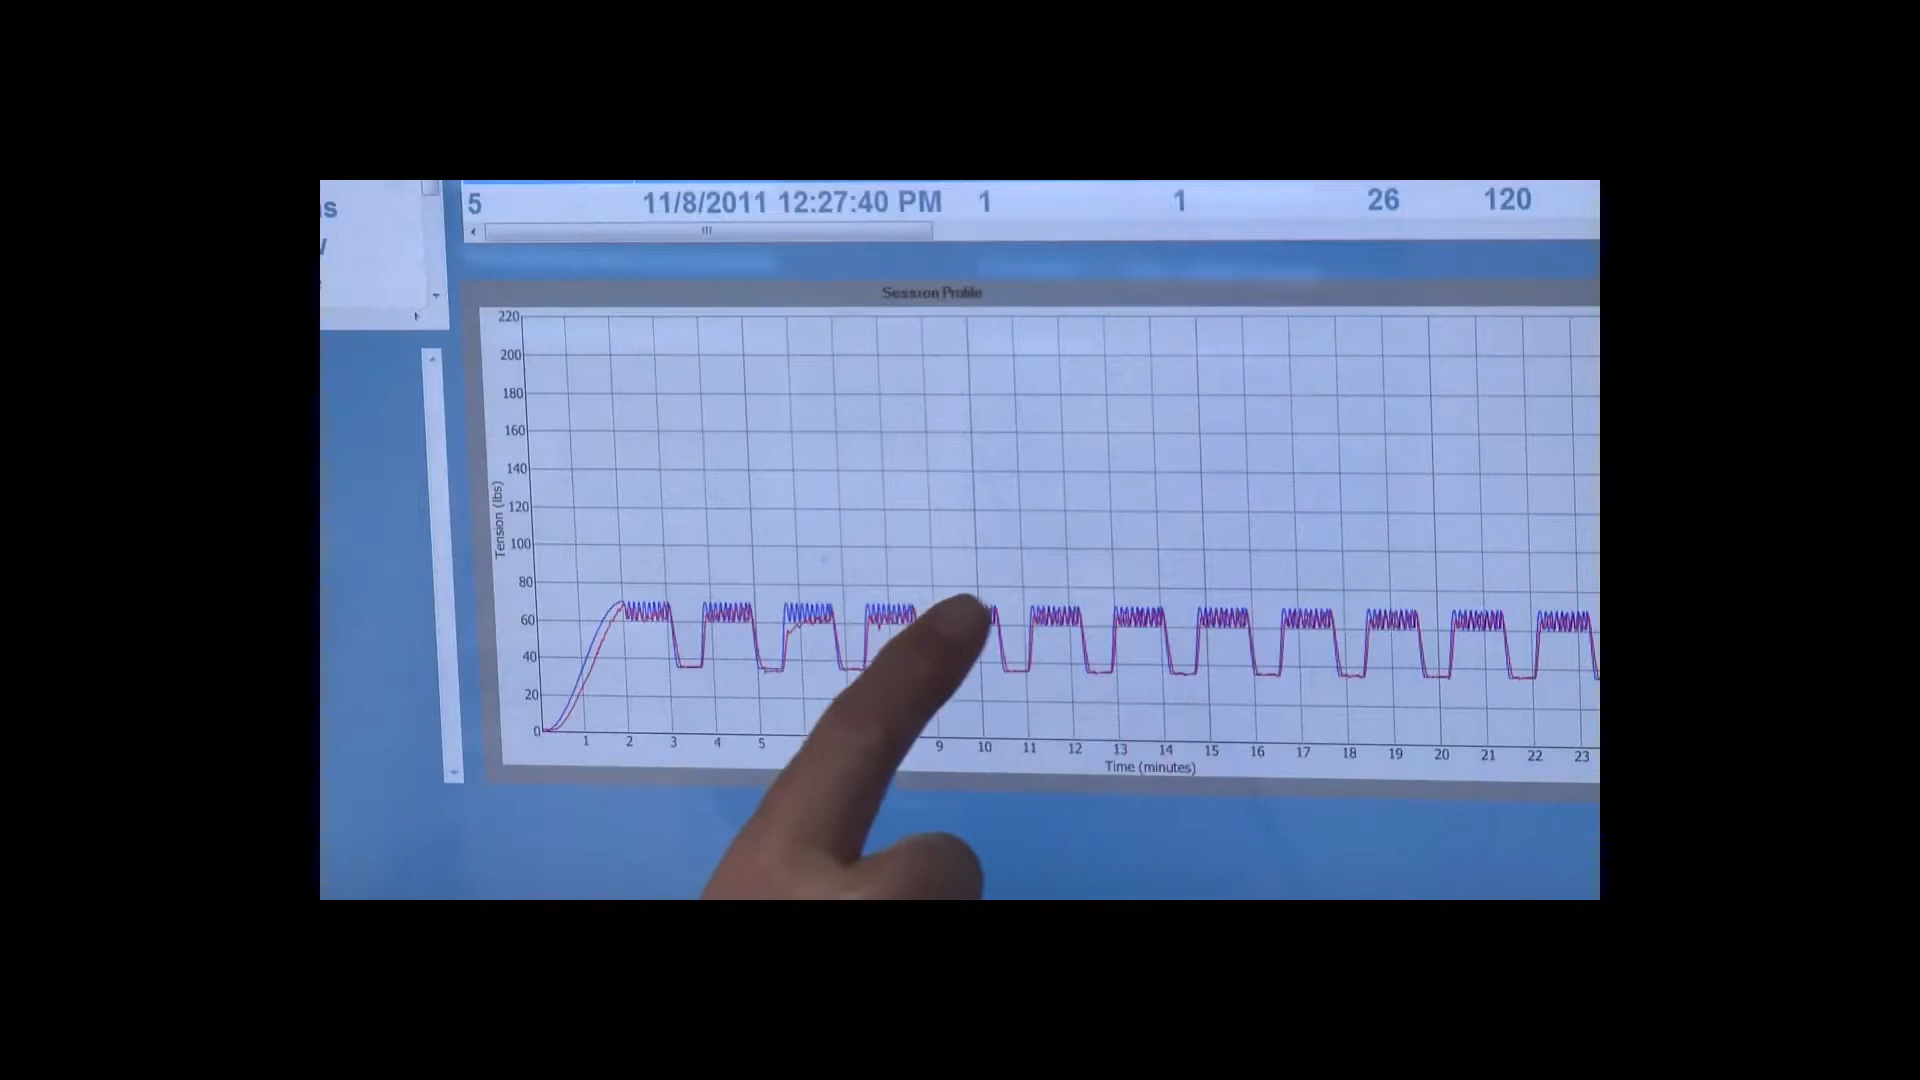 s
5 11/8/2011 12:27:40 PM 1 1 26 120
Session Profile
220
200
180
160
140
120
100
80
60
40
20
0
Tension (lbs)
1 2 3 4 5 9 10 11 12 13 14 15 16 17 18 19 20 21 22 23
Time (minutes)